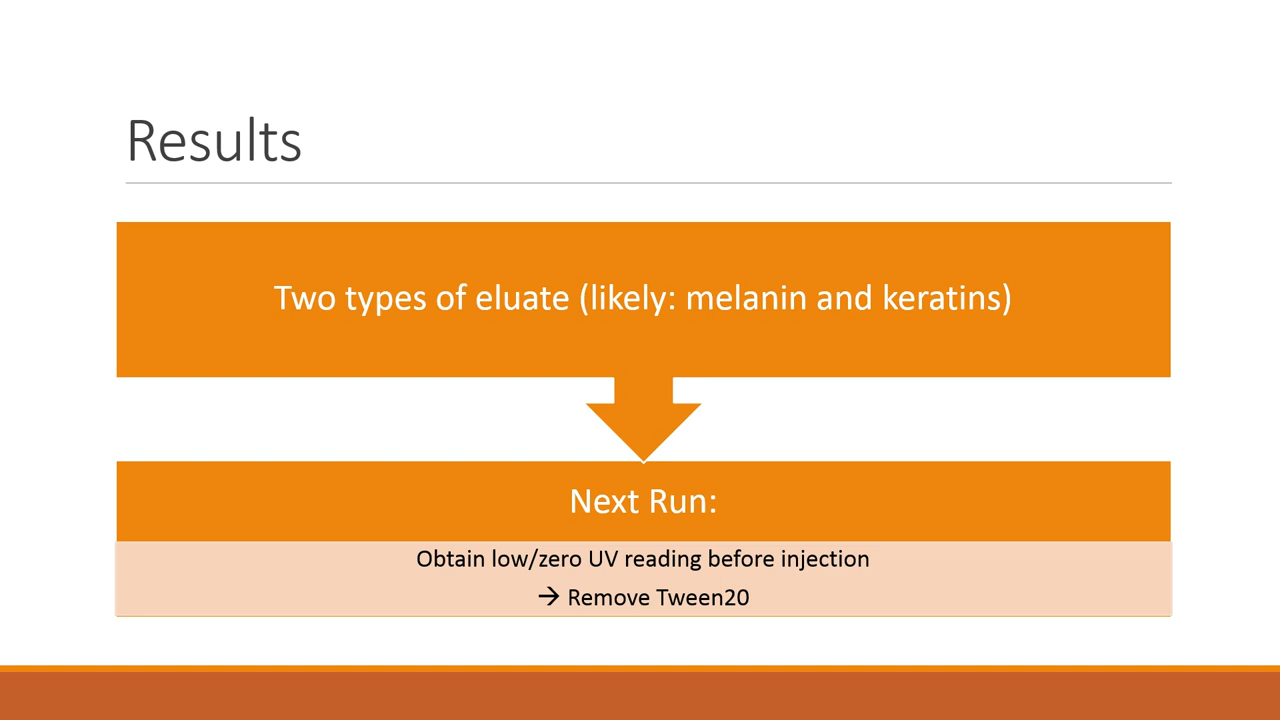 Results
Two types of eluate (likely: melanin and keratins)
Next Run:
Obtain low/zero UV reading before injection
→ Remove Tween20